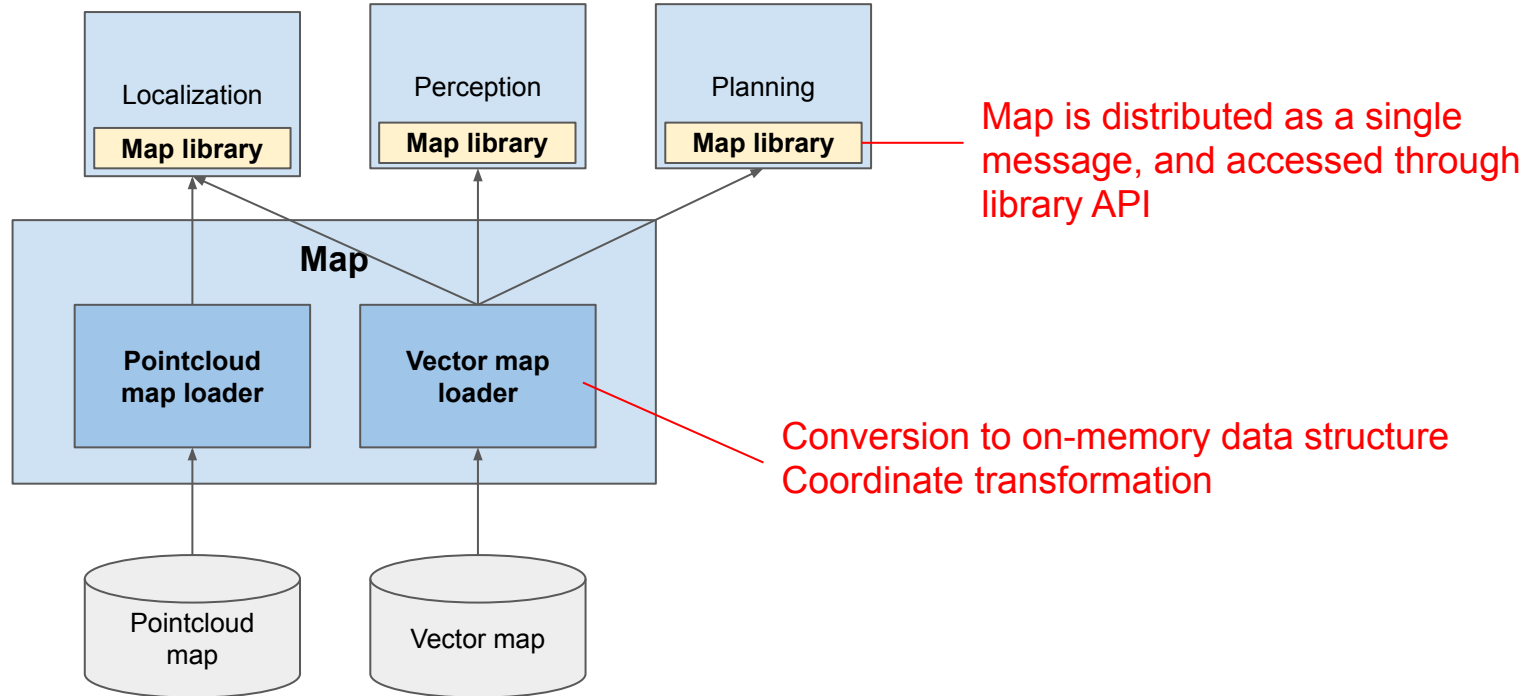 Localization
Map library
Perception
Map library
Planning
Map library
Map is distributed as a single
message, and accessed through
library API
Map
Pointcloud
map loader
Vector map
loader
Conversion to on-memory data structure
Coordinate transformation
Pointcloud
map
Vector map